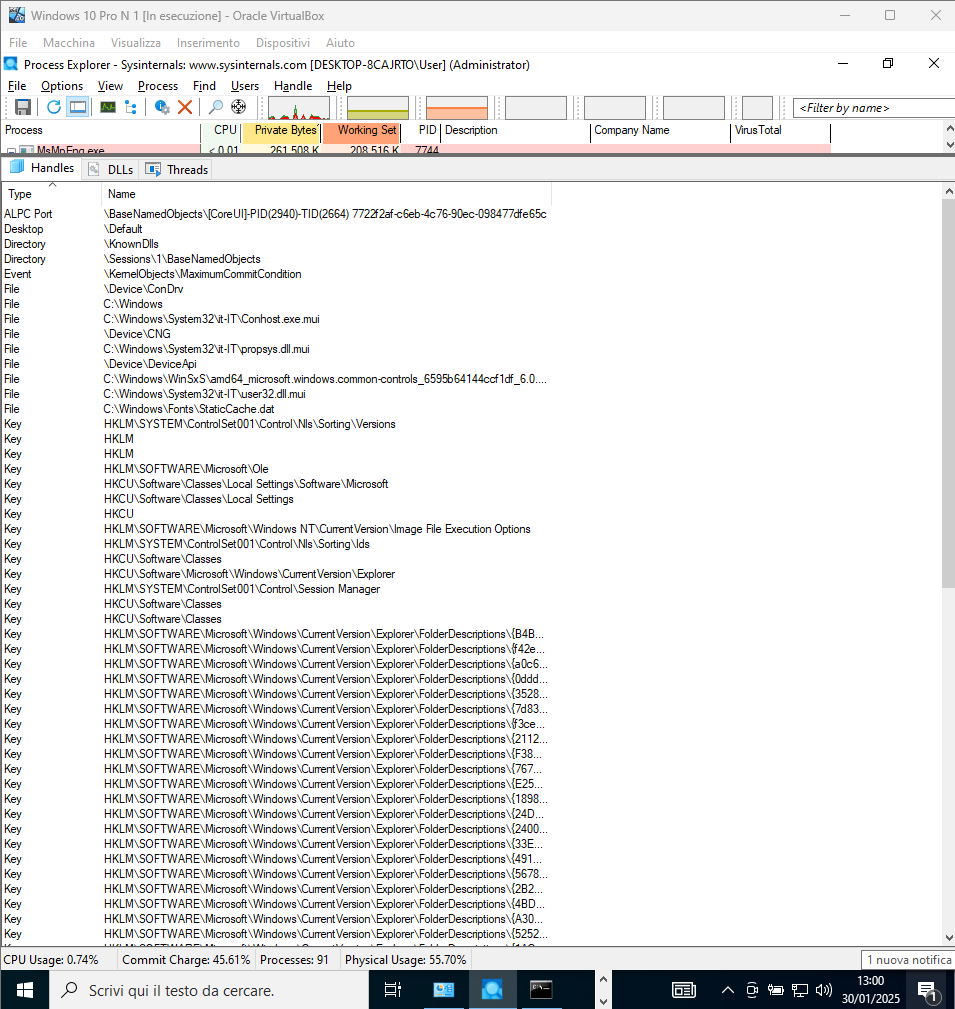 Windows 10 Pro N 1 [In esecuzione] - Oracle VirtualBox
File Macchina Visualizza Inserimento Dispositivi Aiuto
Process Explorer - Sysinternals: www.sysinternals.com [DESKTOP-8CAJRTO\User] (Administrator)
File Options View Process Find Users Handle Help
<Filter by name>
Process CPU Private Bytes Working Set PID Description Company Name VirusTotal
MsMpEng.exe < 0.01 261.508 K 208.516 K 7744
Handles DLLs Threads
Type Name
ALPC Port \BaseNamedObjects\[CoreUI]-PID(2940)-TID(2664) 7722f2af-c6eb-4c76-90ec-098477dfe65c
Desktop \Default
Directory \KnownDlls
Directory \Sessions\1\BaseNamedObjects
Event \KernelObjects\MaximumCommitCondition
File \Device\ConDrv
File C:\Windows
File C:\Windows\System32\it-IT\Conhost.exe.mui
File \Device\CNG
File C:\Windows\System32\it-IT\propsys.dll.mui
File \Device\DeviceApi
File C:\Windows\WinSxS\amd64_microsoft.windows.common-controls_6595b64144ccf1df_6.0....
File C:\Windows\System32\it-IT\user32.dll.mui
File C:\Windows\Fonts\StaticCache.dat
Key HKLM\SYSTEM\ControlSet001\Control\Nls\Sorting\Versions
Key HKLM
Key HKLM
Key HKLM\SOFTWARE\Microsoft\Ole
Key HKCU\Software\Classes\Local Settings\Software\Microsoft
Key HKCU\Software\Classes\Local Settings
Key HKCU
Key HKLM\SOFTWARE\Microsoft\Windows NT\CurrentVersion\Image File Execution Options
Key HKLM\SYSTEM\ControlSet001\Control\Nls\Sorting\Ids
Key HKCU\Software\Classes
Key HKCU\Software\Microsoft\Windows\CurrentVersion\Explorer
Key HKLM\SYSTEM\ControlSet001\Control\Session Manager
Key HKCU\Software\Classes
Key HKCU\Software\Classes
Key HKLM\SOFTWARE\Microsoft\Windows\CurrentVersion\Explorer\FolderDescriptions\{B4B...
Key HKLM\SOFTWARE\Microsoft\Windows\CurrentVersion\Explorer\FolderDescriptions\{f42e...
Key HKLM\SOFTWARE\Microsoft\Windows\CurrentVersion\Explorer\FolderDescriptions\{a0c6...
Key HKLM\SOFTWARE\Microsoft\Windows\CurrentVersion\Explorer\FolderDescriptions\{0ddd...
Key HKLM\SOFTWARE\Microsoft\Windows\CurrentVersion\Explorer\FolderDescriptions\{3528...
Key HKLM\SOFTWARE\Microsoft\Windows\CurrentVersion\Explorer\FolderDescriptions\{7d83...
Key HKLM\SOFTWARE\Microsoft\Windows\CurrentVersion\Explorer\FolderDescriptions\{f3ce...
Key HKLM\SOFTWARE\Microsoft\Windows\CurrentVersion\Explorer\FolderDescriptions\{2112...
Key HKLM\SOFTWARE\Microsoft\Windows\CurrentVersion\Explorer\FolderDescriptions\{F38...
Key HKLM\SOFTWARE\Microsoft\Windows\CurrentVersion\Explorer\FolderDescriptions\{767...
Key HKLM\SOFTWARE\Microsoft\Windows\CurrentVersion\Explorer\FolderDescriptions\{E25...
Key HKLM\SOFTWARE\Microsoft\Windows\CurrentVersion\Explorer\FolderDescriptions\{1898...
Key HKLM\SOFTWARE\Microsoft\Windows\CurrentVersion\Explorer\FolderDescriptions\{24D...
Key HKLM\SOFTWARE\Microsoft\Windows\CurrentVersion\Explorer\FolderDescriptions\{2400...
Key HKLM\SOFTWARE\Microsoft\Windows\CurrentVersion\Explorer\FolderDescriptions\{33E...
Key HKLM\SOFTWARE\Microsoft\Windows\CurrentVersion\Explorer\FolderDescriptions\{491...
Key HKLM\SOFTWARE\Microsoft\Windows\CurrentVersion\Explorer\FolderDescriptions\{5678...
Key HKLM\SOFTWARE\Microsoft\Windows\CurrentVersion\Explorer\FolderDescriptions\{2B2...
Key HKLM\SOFTWARE\Microsoft\Windows\CurrentVersion\Explorer\FolderDescriptions\{4BD...
Key HKLM\SOFTWARE\Microsoft\Windows\CurrentVersion\Explorer\FolderDescriptions\{A30...
Key HKLM\SOFTWARE\Microsoft\Windows\CurrentVersion\Explorer\FolderDescriptions\{5252...
CPU Usage: 0.74% Commit Charge: 45.61% Processes: 91 Physical Usage: 55.70%
1 nuova notifica
Scrivi qui il testo da cercare.
13:00
30/01/2025
1